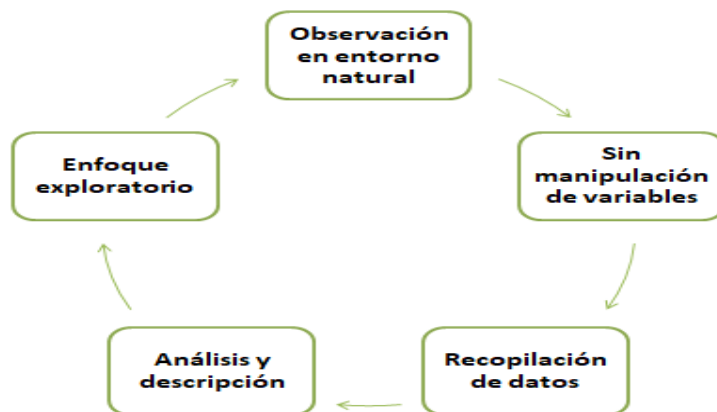 Observación
en entorno
natural
Sin
manipulación
de variables
Recopilación
de datos
Análisis y
descripción
Enfoque
exploratorio